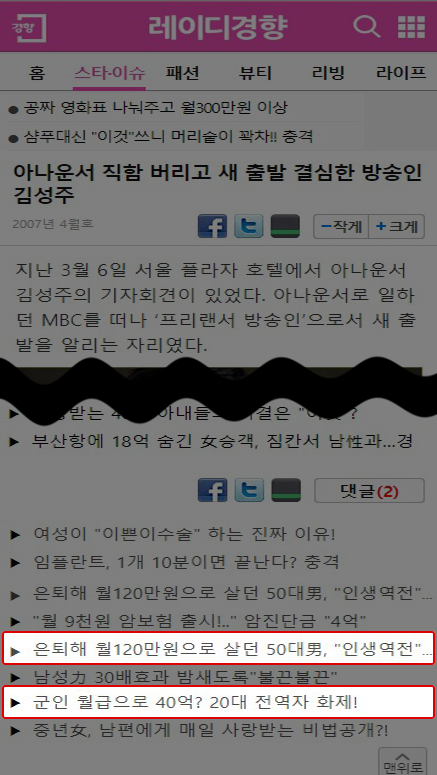 경향
레이디경향
홈 스타·이슈 패션 뷰티 리빙 라이프
● 공짜 영화표 나눠주고 월300만원 이상
● 샴푸대신 "이것"쓰니 머리숱이 꽉차!! 충격
아나운서 직함 버리고 새 출발 결심한 방송인
김성주
2007년 4월호
f t −작게 +크게
지난 3월 6일 서울 플라자 호텔에서 아나운서
김성주의 기자회견이 있었다. 아나운서로 일하
던 MBC를 떠나 ‘프리랜서 방송인’으로서 새 출
발을 알리는 자리였다.
► 부산항에 18억 숨긴 女승객, 짐칸서 남性과...경
f t 댓글(2)
► 여성이 "이쁜이수술" 하는 진짜 이유!
► 임플란트, 1개 10분이면 끝난다? 충격
► 은퇴해 월120만원으로 살던 50대男, "인생역전"...
► "월 9천원 암보험 출시!.." 암진단금 "4억"
► 은퇴해 월120만원으로 살던 50대男, "인생역전"...
► 남성力 30배효과 밤새도록"불끈불끈"
► 군인 월급으로 40억? 20대 전역자 화제!
► 중년女, 남편에게 매일 사랑받는 비법공개?!
맨위로